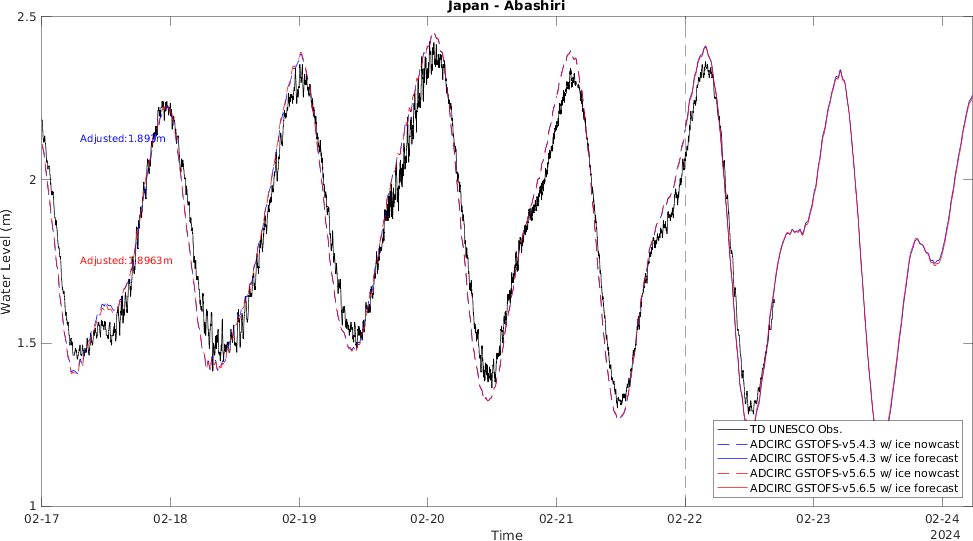 Japan - Abashiri
2.5
2
1.5
1
Water Level (m)
Adjusted:1.893m
Adjusted:1.8963m
TD UNESCO Obs.
ADCIRC GSTOFS-v5.4.3 w/ ice nowcast
ADCIRC GSTOFS-v5.4.3 w/ ice forecast
ADCIRC GSTOFS-v5.6.5 w/ ice nowcast
ADCIRC GSTOFS-v5.6.5 w/ ice forecast
02-17 02-18 02-19 02-20 02-21 02-22 02-23 02-24
Time 2024